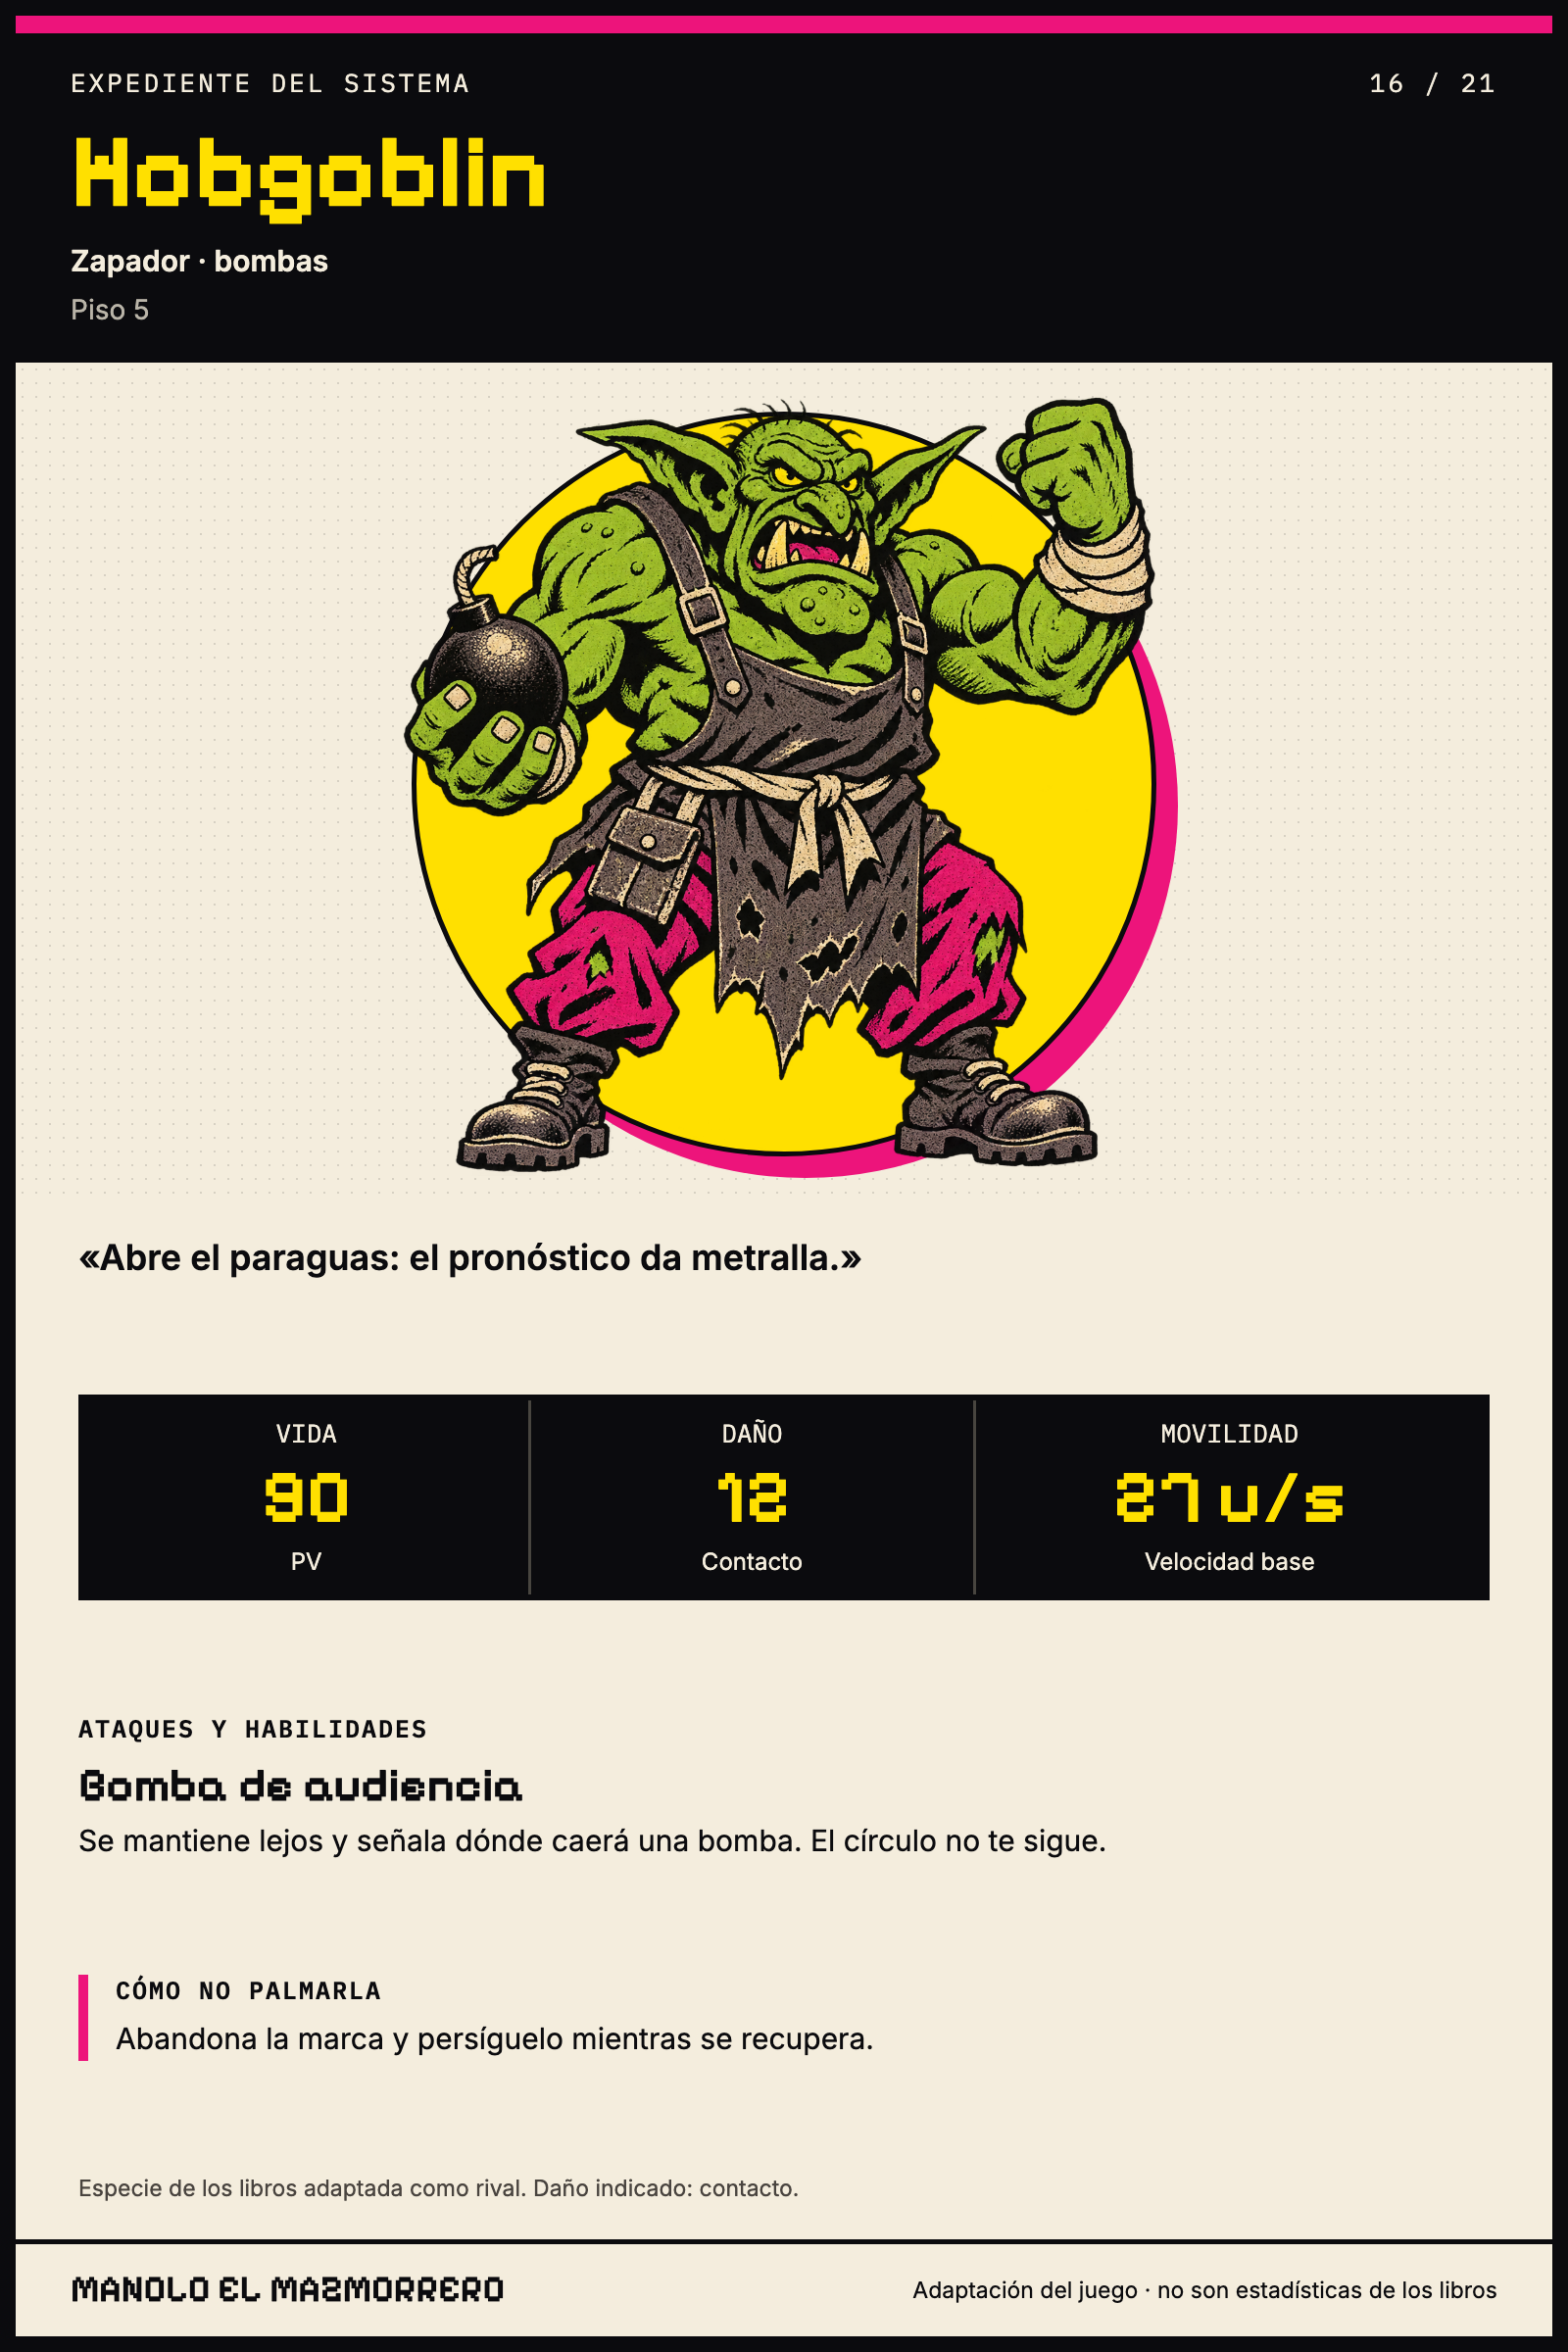 EXPEDIENTE DEL SISTEMA
16 / 21
Hobgoblin
Zapador · bombas
Piso 5
«Abre el paraguas: el pronóstico da metralla.»
VIDA
90
PV
DAÑO
12
Contacto
MOVILIDAD
27 u/s
Velocidad base
ATAQUES Y HABILIDADES
Bomba de audiencia
Se mantiene lejos y señala dónde caerá una bomba. El círculo no te sigue.
CÓMO NO PALMARLA
Abandona la marca y persíguelo mientras se recupera.
Especie de los libros adaptada como rival. Daño indicado: contacto.
MANOLO EL MAZMORRERO
Adaptación del juego · no son estadísticas de los libros